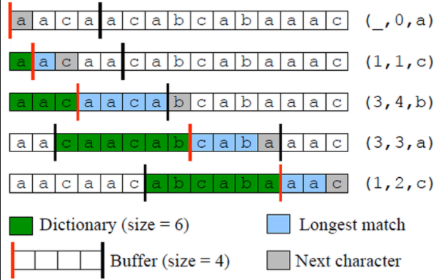 a a c a a c a b c a b a a a c (_,0,a)
a a c a a c a b c a b a a a c (1,1,c)
a a c a a c a b c a b a a a c (3,4,b)
a a c a a c a b c a b a a a c (3,3,a)
a a c a a c a b c a b a a a c (1,2,c)
Dictionary (size = 6) Longest match
Buffer (size = 4) Next character